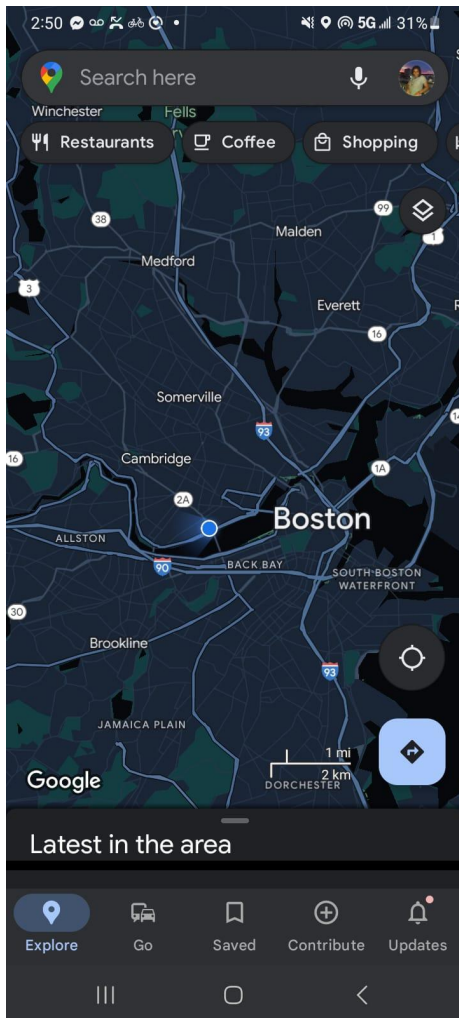 2:50 5G 31%
Search here
Winchester Fells
Restaurants Coffee Shopping
99
38 1
Malden
Medford
3
Everett
16
Somerville
93
Cambridge
16
1A
2A
Boston
ALLSTON
90 BACK BAY
SOUTH BOSTON
WATERFRONT
30
Brookline
93
JAMAICA PLAIN
1 mi
Google 2 km
DORCHESTER
Latest in the area
Explore Go Saved Contribute Updates